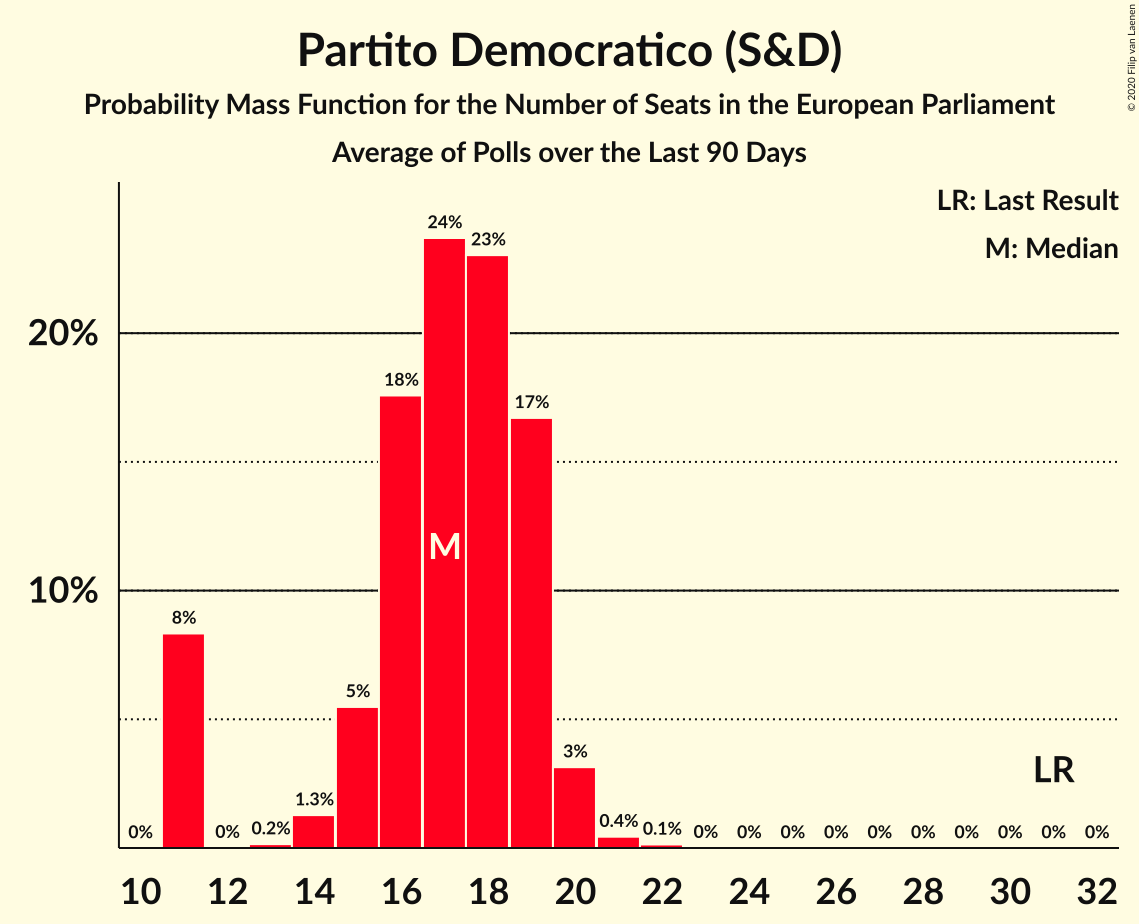 Partito Democratico (S&D)
Probability Mass Function for the Number of Seats in the European Parliament
Average of Polls over the Last 90 Days
© 2020 Filip van Laenen
LR: Last Result
M: Median
20%
10%
0%
8%
0%
0.2%
1.3%
5%
18%
24%
23%
17%
3%
0.4%
0.1%
0%
0%
0%
0%
0%
0%
0%
0%
0%
0%
M
LR
10 12 14 16 18 20 22 24 26 28 30 32